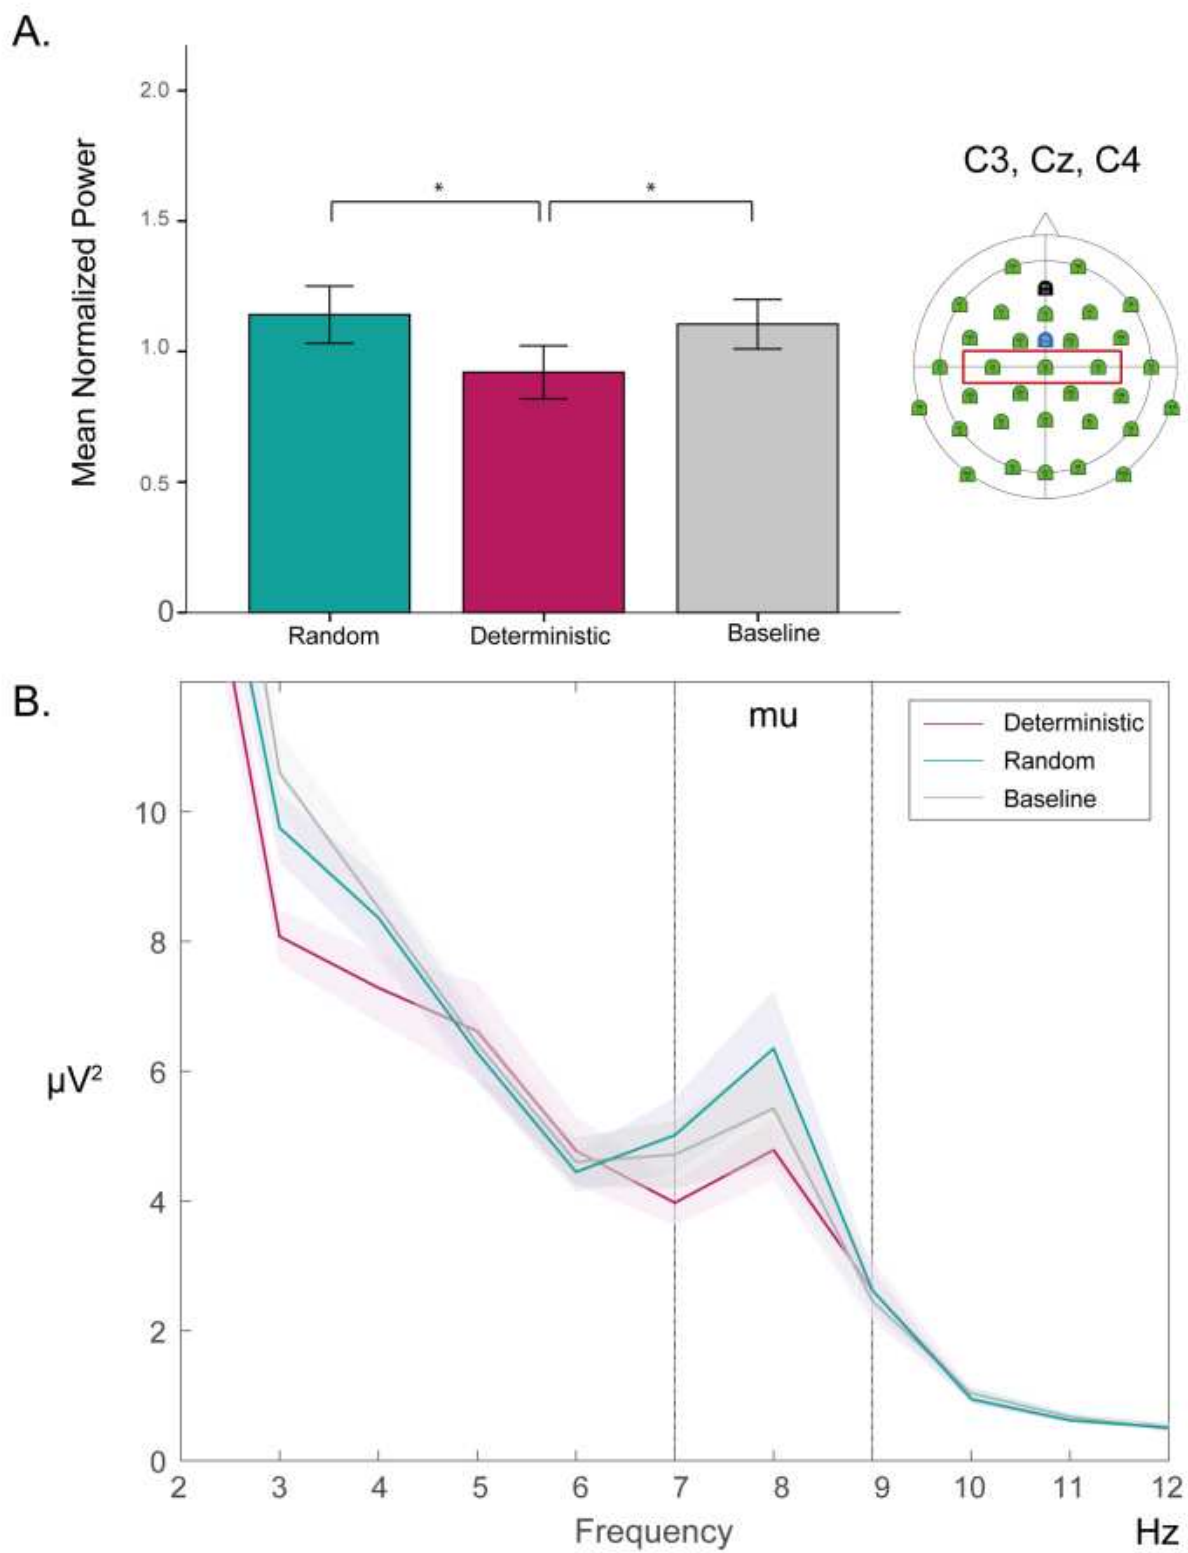 A.
Mean Normalized Power
2.0
1.5
1.0
0.5
0
*
*
Random
Deterministic
Baseline
C3, Cz, C4
B.
mu
Deterministic
Random
Baseline
µV²
10
8
6
4
2
0
2 3 4 5 6 7 8 9 10 11 12
Frequency
Hz